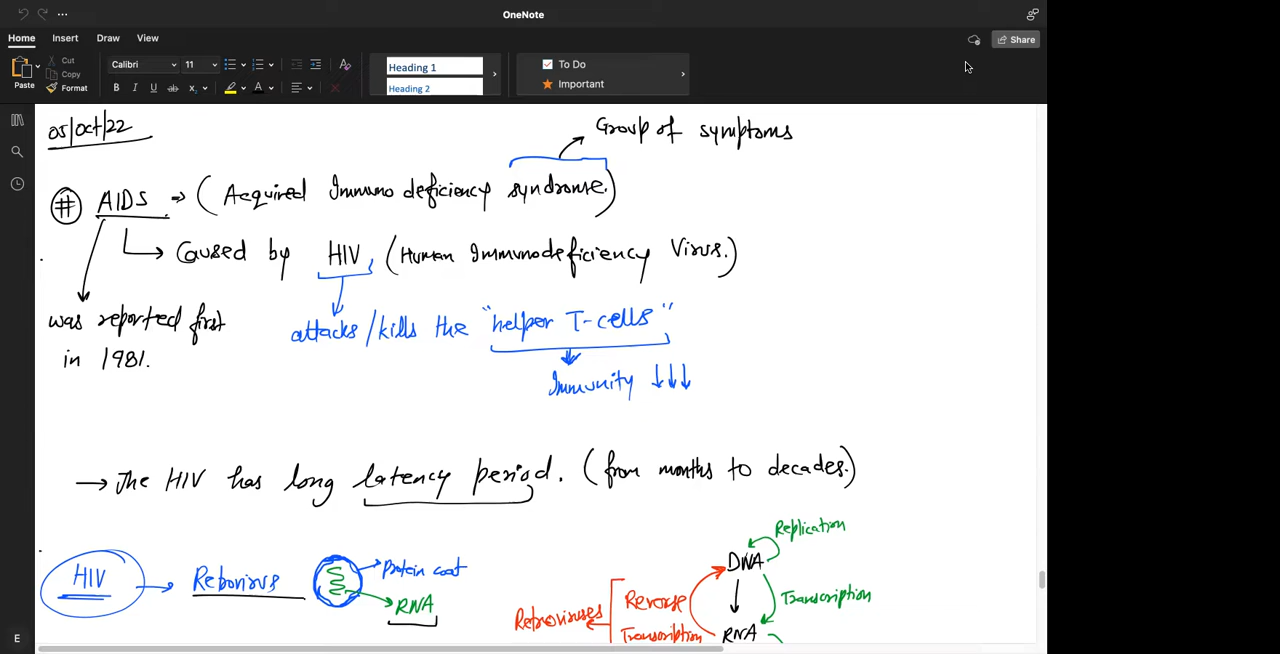 OneNote
Home Insert Draw View
Share
Paste
Cut
Copy
Format
Calibri 11
B I U ab x
A
Heading 1
Heading 2
To Do
Important
05/Oct/22
Group of symptoms
# AIDS → (Acquired Immunodeficiency syndrome.)
Caused by HIV (Human Immunodeficiency Virus.)
was reported first
in 1981.
attacks/kills the "helper T-cells"
Immunity ↓↓↓
→ The HIV has long latency period. (from months to decades.)
Replication
DNA
HIV → Retrovirus
Protein coat
RNA
Retroviruses
Reverse
Transcription
Transcription
RNA
E